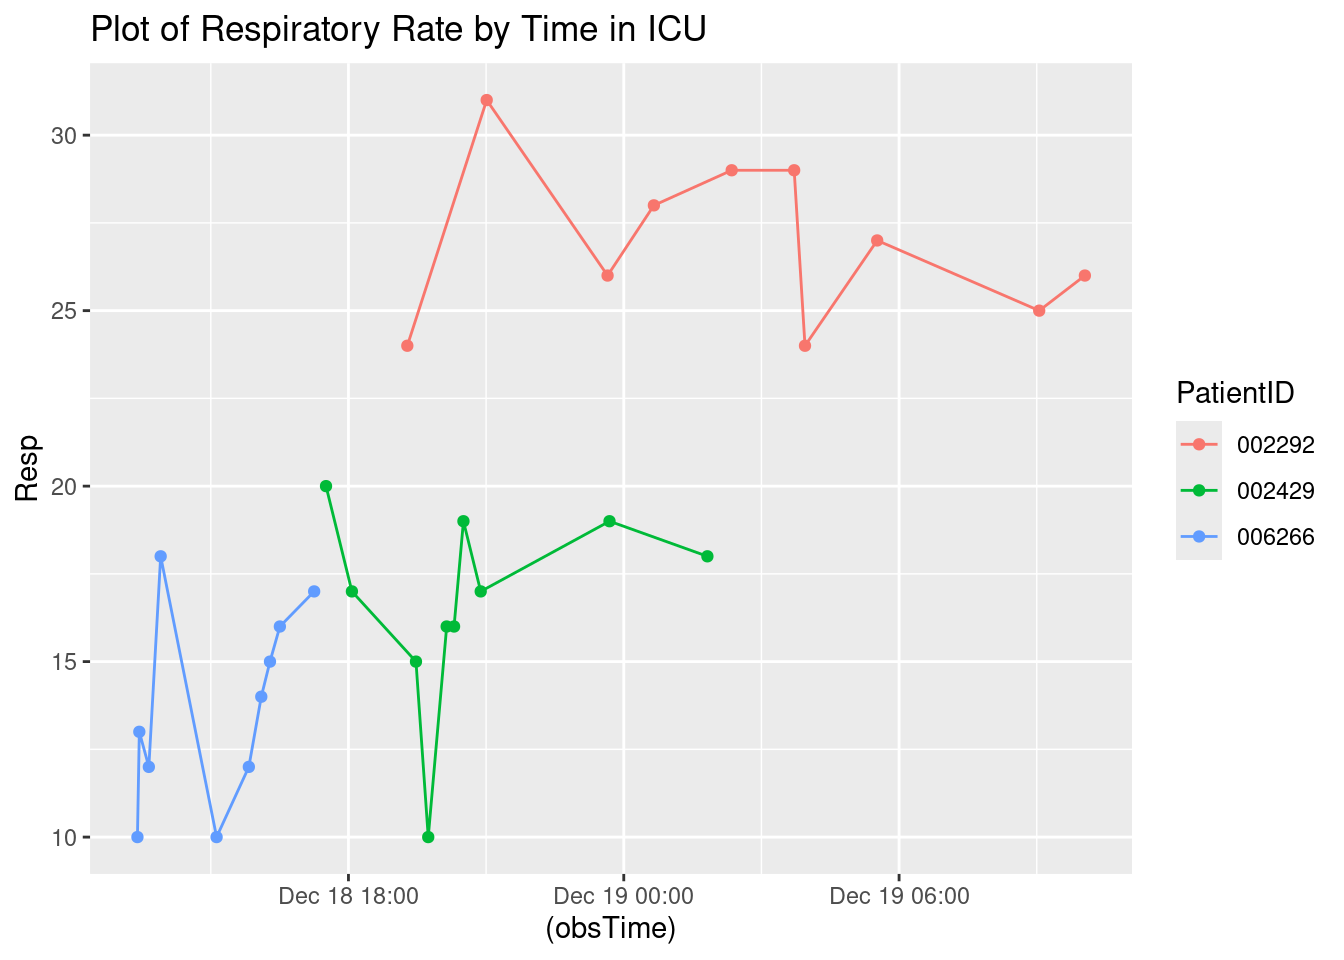 Plot of Respiratory Rate by Time in ICU
Resp
30
25
20
15
10
Dec 18 18:00
Dec 19 00:00
Dec 19 06:00
(obsTime)
PatientID
002292
002429
006266